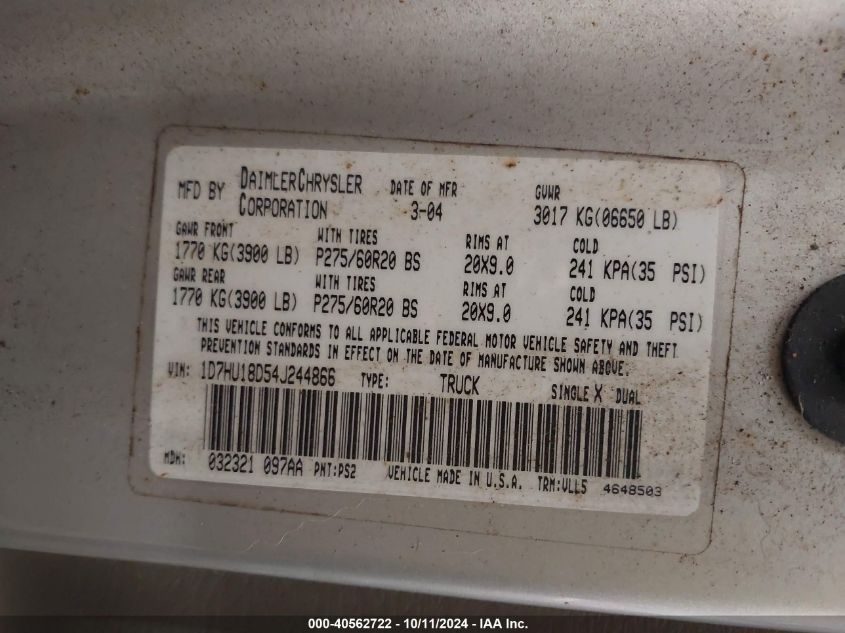 MFD BY DAIMLERCHRYSLER CORPORATION DATE OF MFR 3-04 GVWR 3017 KG(06650 LB)
GAWR FRONT WITH TIRES RIMS AT COLD
1770 KG(3900 LB) P275/60R20 BS 20X9.0 241 KPA(35 PSI)
GAWR REAR WITH TIRES RIMS AT COLD
1770 KG(3900 LB) P275/60R20 BS 20X9.0 241 KPA(35 PSI)
THIS VEHICLE CONFORMS TO ALL APPLICABLE FEDERAL MOTOR VEHICLE SAFETY AND THEFT
PREVENTION STANDARDS IN EFFECT ON THE DATE OF MANUFACTURE SHOWN ABOVE.
VIN: 1D7HU18D54J244866 TYPE: TRUCK SINGLE X DUAL
MDH: 032321 097AA PNT:PS2 VEHICLE MADE IN U.S.A. TRM:VLL5 4648503
000-40562722 - 10/11/2024 - IAA Inc.